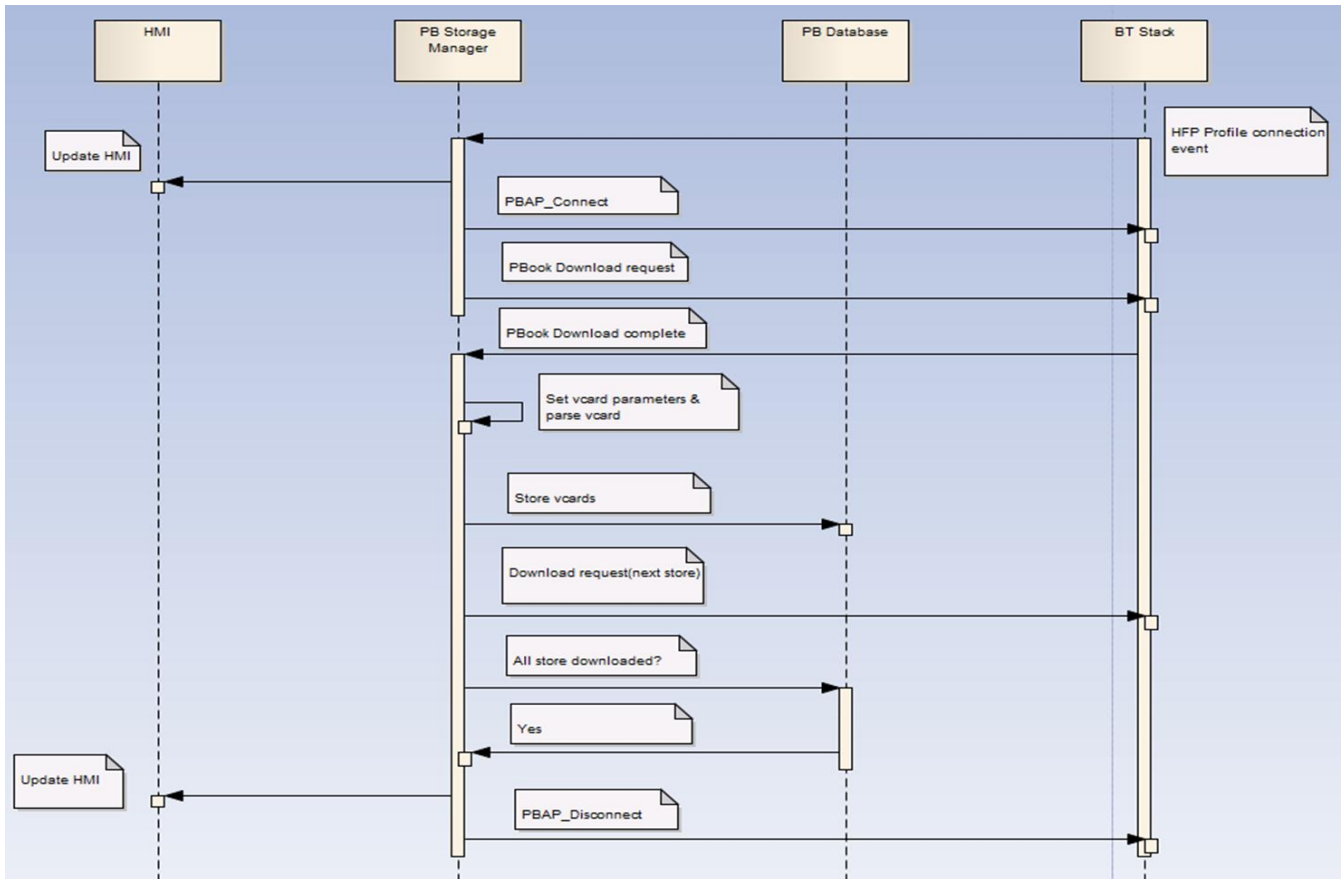 HMI
PB Storage
Manager
PB Database
BT Stack
HFP Profile connection
event
Update HMI
PBAP_Connect
PBook Download request
PBook Download complete
Set vcard parameters &
parse vcard
Store vcards
Download request(next store)
All store downloaded?
Yes
Update HMI
PBAP_Disconnect